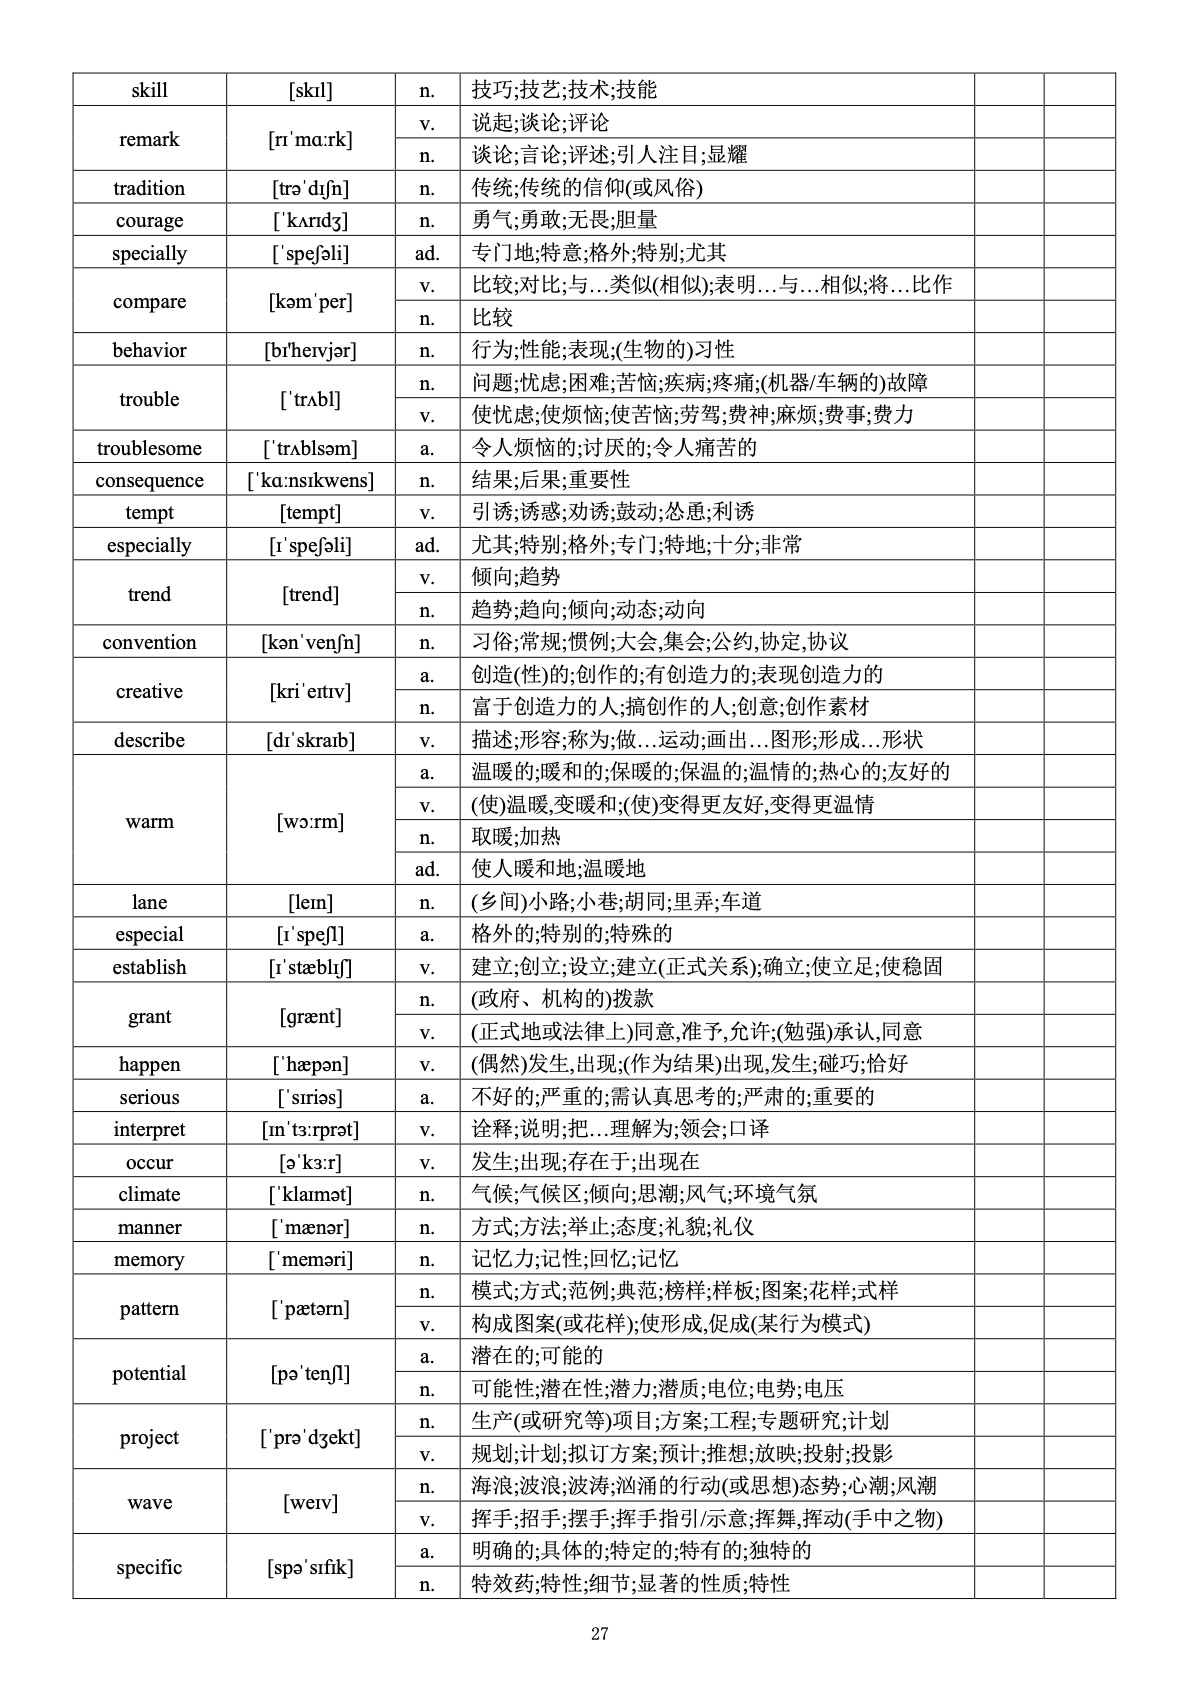 skill [skɪl] n. 技巧;技艺;技术;技能
remark [rɪˈmɑːrk] v. 说起;谈论;评论
n. 谈论;言论;评述;引人注目;显耀
tradition [trəˈdɪʃn] n. 传统;传统的信仰(或风俗)
courage [ˈkʌrɪdʒ] n. 勇气;勇敢;无畏;胆量
specially [ˈspeʃəli] ad. 专门地;特意;格外;特别;尤其
compare [kəmˈper] v. 比较;对比;与…类似(相似);表明…与…相似;将…比作
n. 比较
behavior [bɪ'heɪvjər] n. 行为;性能;表现;(生物的)习性
trouble [ˈtrʌbl] n. 问题;忧虑;困难;苦恼;疾病;疼痛;(机器/车辆的)故障
v. 使忧虑;使烦恼;使苦恼;劳驾;费神;麻烦;费事;费力
troublesome [ˈtrʌblsəm] a. 令人烦恼的;讨厌的;令人痛苦的
consequence [ˈkɑːnsɪkwens] n. 结果;后果;重要性
tempt [tempt] v. 引诱;诱惑;劝诱;鼓动;怂恿;利诱
especially [ɪˈspeʃəli] ad. 尤其;特别;格外;专门;特地;十分;非常
trend [trend] v. 倾向;趋势
n. 趋势;趋向;倾向;动态;动向
convention [kənˈvenʃn] n. 习俗;常规;惯例;大会,集会;公约,协定,协议
creative [kriˈeɪtɪv] a. 创造(性)的;创作的;有创造力的;表现创造力的
n. 富于创造力的人;搞创作的人;创意;创作素材
describe [dɪˈskraɪb] v. 描述;形容;称为;做…运动;画出…图形;形成…形状
warm [wɔːrm] a. 温暖的;暖和的;保暖的;保温的;温情的;热心的;友好的
v. (使)温暖,变暖和;(使)变得更友好,变得更温情
n. 取暖;加热
ad. 使人暖和地;温暖地
lane [leɪn] n. (乡间)小路;小巷;胡同;里弄;车道
especial [ɪˈspeʃl] a. 格外的;特别的;特殊的
establish [ɪˈstæblɪʃ] v. 建立;创立;设立;建立(正式关系);确立;使立足;使稳固
grant [ɡrænt] n. (政府、机构的)拨款
v. (正式地或法律上)同意,准予,允许;(勉强)承认,同意
happen [ˈhæpən] v. (偶然)发生,出现;(作为结果)出现,发生;碰巧;恰好
serious [ˈsɪriəs] a. 不好的;严重的;需认真思考的;严肃的;重要的
interpret [ɪnˈtɜːrprət] v. 诠释;说明;把…理解为;领会;口译
occur [əˈkɜːr] v. 发生;出现;存在于;出现在
climate [ˈklaɪmət] n. 气候;气候区;倾向;思潮;风气;环境气氛
manner [ˈmænər] n. 方式;方法;举止;态度;礼貌;礼仪
memory [ˈmeməri] n. 记忆力;记性;回忆;记忆
pattern [ˈpætərn] n. 模式;方式;范例;典范;榜样;样板;图案;花样;式样
v. 构成图案(或花样);使形成,促成(某行为模式)
potential [pəˈtenʃl] a. 潜在的;可能的
n. 可能性;潜在性;潜力;潜质;电位;电势;电压
project [ˈprəˈdʒekt] n. 生产(或研究等)项目;方案;工程;专题研究;计划
v. 规划;计划;拟订方案;预计;推想;放映;投射;投影
wave [weɪv] n. 海浪;波浪;波涛;汹涌的行动(或思想)态势;心潮;风潮
v. 挥手;招手;摆手;挥手指引/示意;挥舞,挥动(手中之物)
specific [spəˈsɪfɪk] a. 明确的;具体的;特定的;特有的;独特的
n. 特效药;特性;细节;显著的性质;特性
27